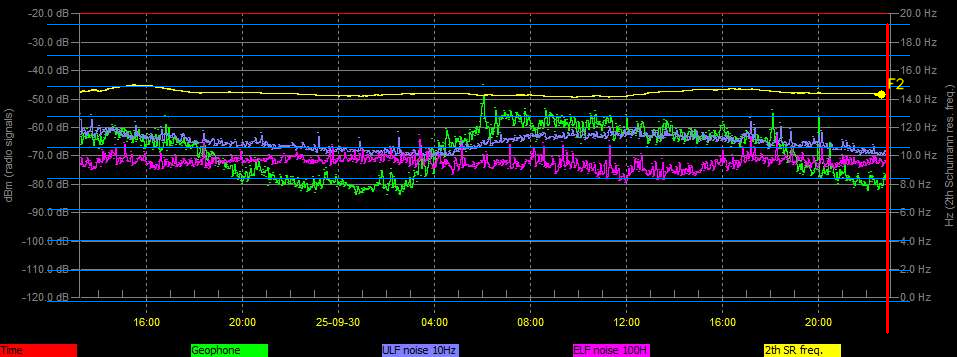 -20.0 dB 20.0 Hz
-30.0 dB 18.0 Hz
-40.0 dB 16.0 Hz
F2
-50.0 dB 14.0 Hz
-60.0 dB 12.0 Hz
-70.0 dB 10.0 Hz
-80.0 dB 8.0 Hz
-90.0 dB 6.0 Hz
-100.0 dB 4.0 Hz
-110.0 dB 2.0 Hz
-120.0 dB 0.0 Hz
dBm (radio signals)
Hz (2th Schumann res. freq.)
16:00 20:00 25-09-30 04:00 08:00 12:00 16:00 20:00
Time Geophone ULF noise 10Hz ELF noise 100H 2th SR freq.